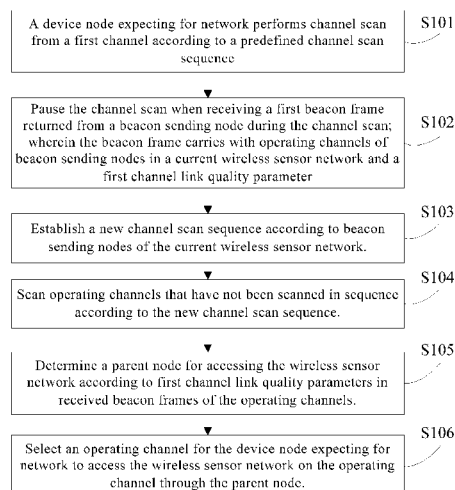 A device node expecting for network performs channel scan
from a first channel according to a predefined channel scan
sequence
S101
Pause the channel scan when receiving a first beacon frame
returned from a beacon sending node during the channel scan;
wherein the beacon frame carries with operating channels of
beacon sending nodes in a current wireless sensor network and a
first channel link quality parameter
S102
Establish a new channel scan sequence according to beacon
sending nodes of the current wireless sensor network.
S103
Scan operating channels that have not been scanned in sequence
according to the new channel scan sequence.
S104
Determine a parent node for accessing the wireless sensor
network according to first channel link quality parameters in
received beacon frames of the operating channels.
S105
Select an operating channel for the device node expecting for
network to access the wireless sensor network on the operating
channel through the parent node.
S106